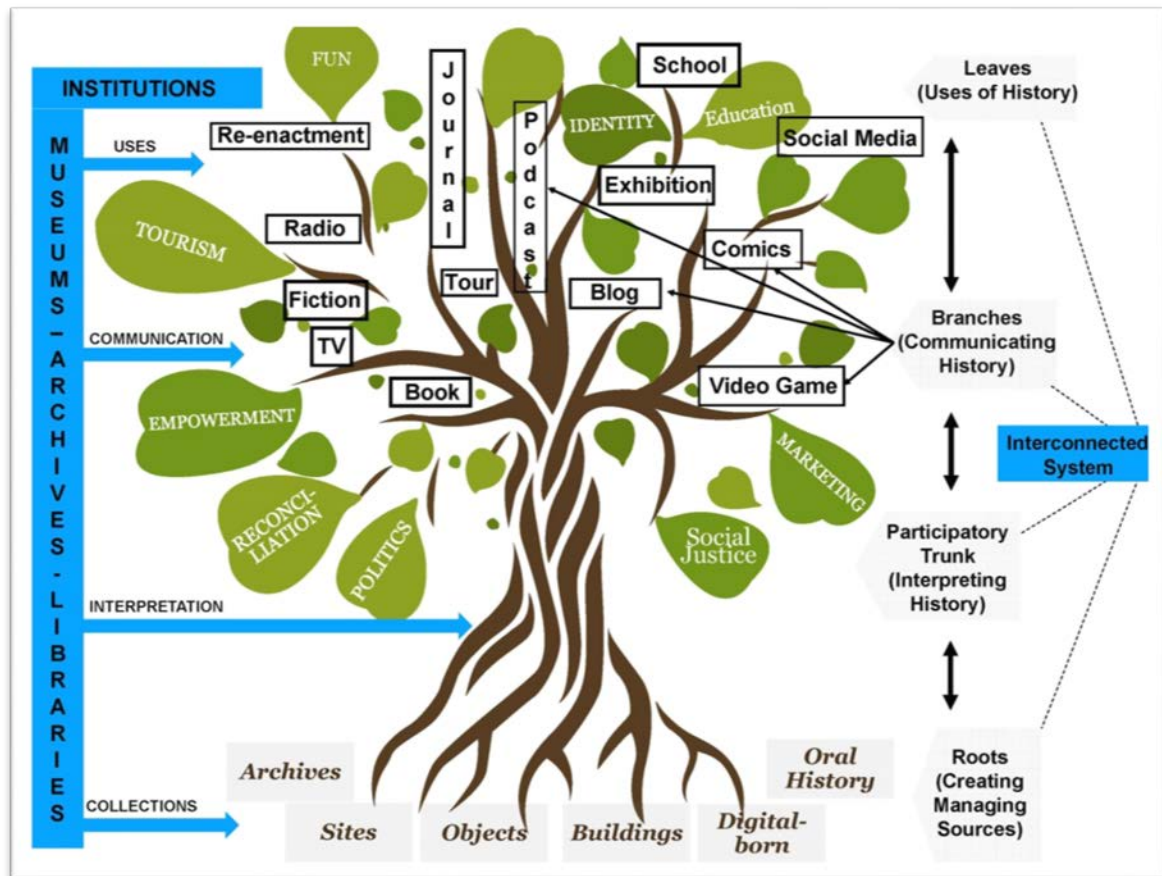 INSTITUTIONS
MUSEUMS–ARCHIVES-LIBRARIES
USES
COMMUNICATION
INTERPRETATION
COLLECTIONS
FUN
Re-enactment
TOURISM
Radio
Fiction
TV
Book
EMPOWERMENT
RECONCI-
LIATION
POLITICS
Journal
Tour
Podcast
IDENTITY
School
Education
Social Media
Exhibition
Comics
Blog
Video Game
MARKETING
Social
Justice
Archives
Sites
Objects
Buildings
Digital-
born
Oral
History
Leaves
(Uses of History)
Branches
(Communicating
History)
Interconnected
System
Participatory
Trunk
(Interpreting
History)
Roots
(Creating
Managing
Sources)